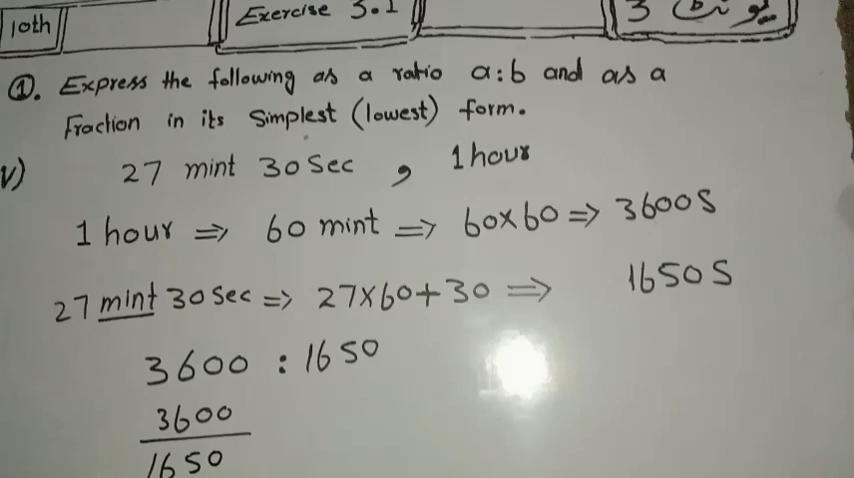 10th Exercise 3.1 3 یونٹ
①. Express the following as a ratio a:b and as a
Fraction in its Simplest (lowest) form.
V) 27 mint 30 Sec , 1 hour
1 hour ⇒ 60 mint ⇒ 60×60 ⇒ 3600S
27 mint 30 sec ⇒ 27×60+30 ⇒ 1650S
3600 : 1650
3600
1650